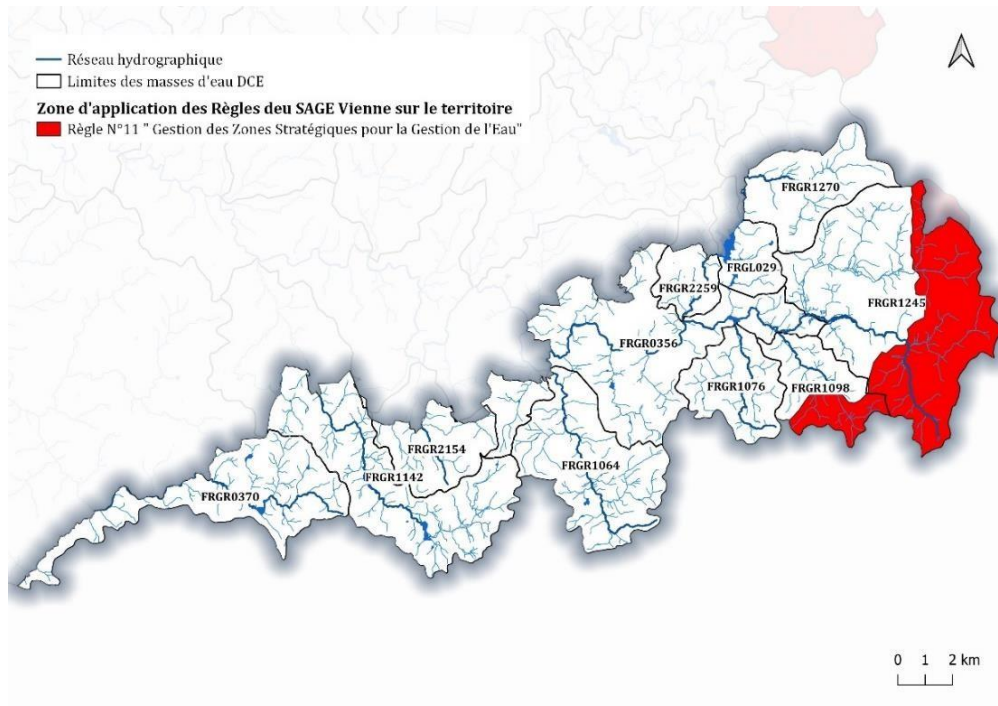 Réseau hydrographique
Limites des masses d'eau DCE
Zone d'application des Règles deu SAGE Vienne sur le territoire
Règle N°11 " Gestion des Zones Stratégiques pour la Gestion de l'Eau"
FRGR1270
FRGL029
FRGR2259
FRGR1245
FRGR0356
FRGR1076
FRGR1098
FRGR2154
FRGR1064
FRGR1142
FRGR0370
0 1 2 km